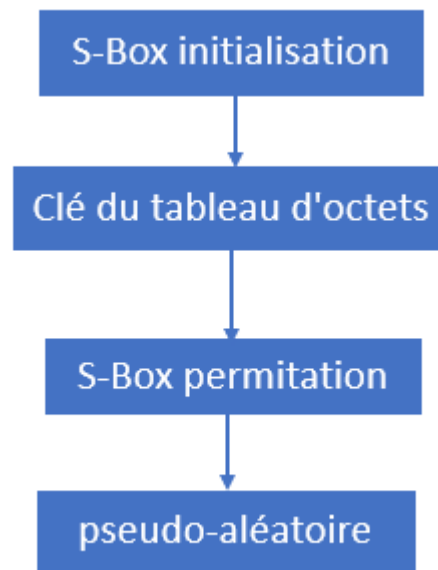 S-Box initialisation
Clé du tableau d'octets
S-Box permitation
pseudo-aléatoire